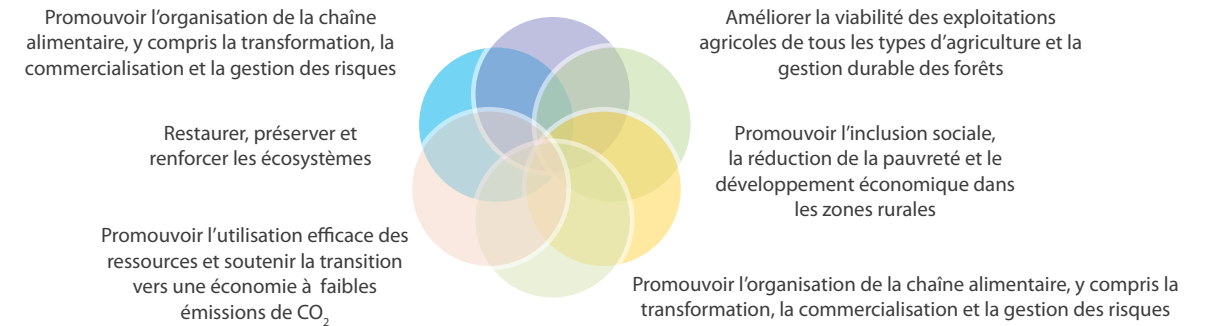 Promouvoir l'organisation de la chaîne
alimentaire, y compris la transformation, la
commercialisation et la gestion des risques
Restaurer, préserver et
renforcer les écosystèmes
Promouvoir l'utilisation efficace des
ressources et soutenir la transition
vers une économie à faibles
émissions de CO₂
Améliorer la viabilité des exploitations
agricoles de tous les types d'agriculture et la
gestion durable des forêts
Promouvoir l'inclusion sociale,
la réduction de la pauvreté et le
développement économique dans
les zones rurales
Promouvoir l'organisation de la chaîne alimentaire, y compris la
transformation, la commercialisation et la gestion des risques